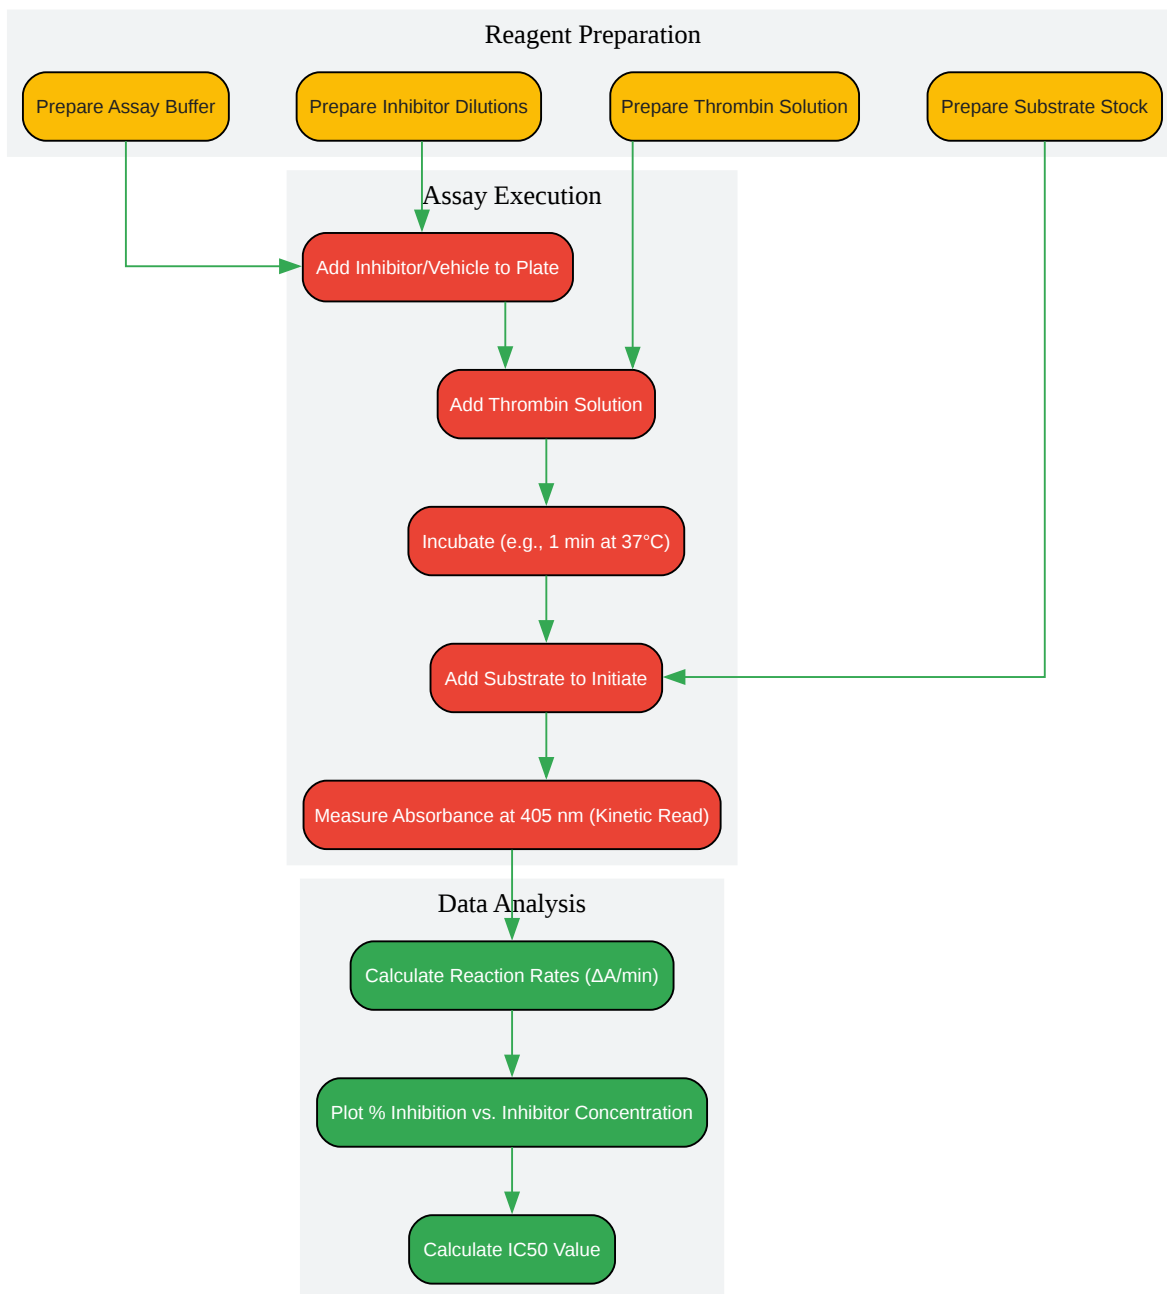 Reagent Preparation
Prepare Assay Buffer
Prepare Inhibitor Dilutions
Prepare Thrombin Solution
Prepare Substrate Stock
Assay Execution
Add Inhibitor/Vehicle to Plate
Add Thrombin Solution
Incubate (e.g., 1 min at 37°C)
Add Substrate to Initiate
Measure Absorbance at 405 nm (Kinetic Read)
Data Analysis
Calculate Reaction Rates (ΔA/min)
Plot % Inhibition vs. Inhibitor Concentration
Calculate IC50 Value